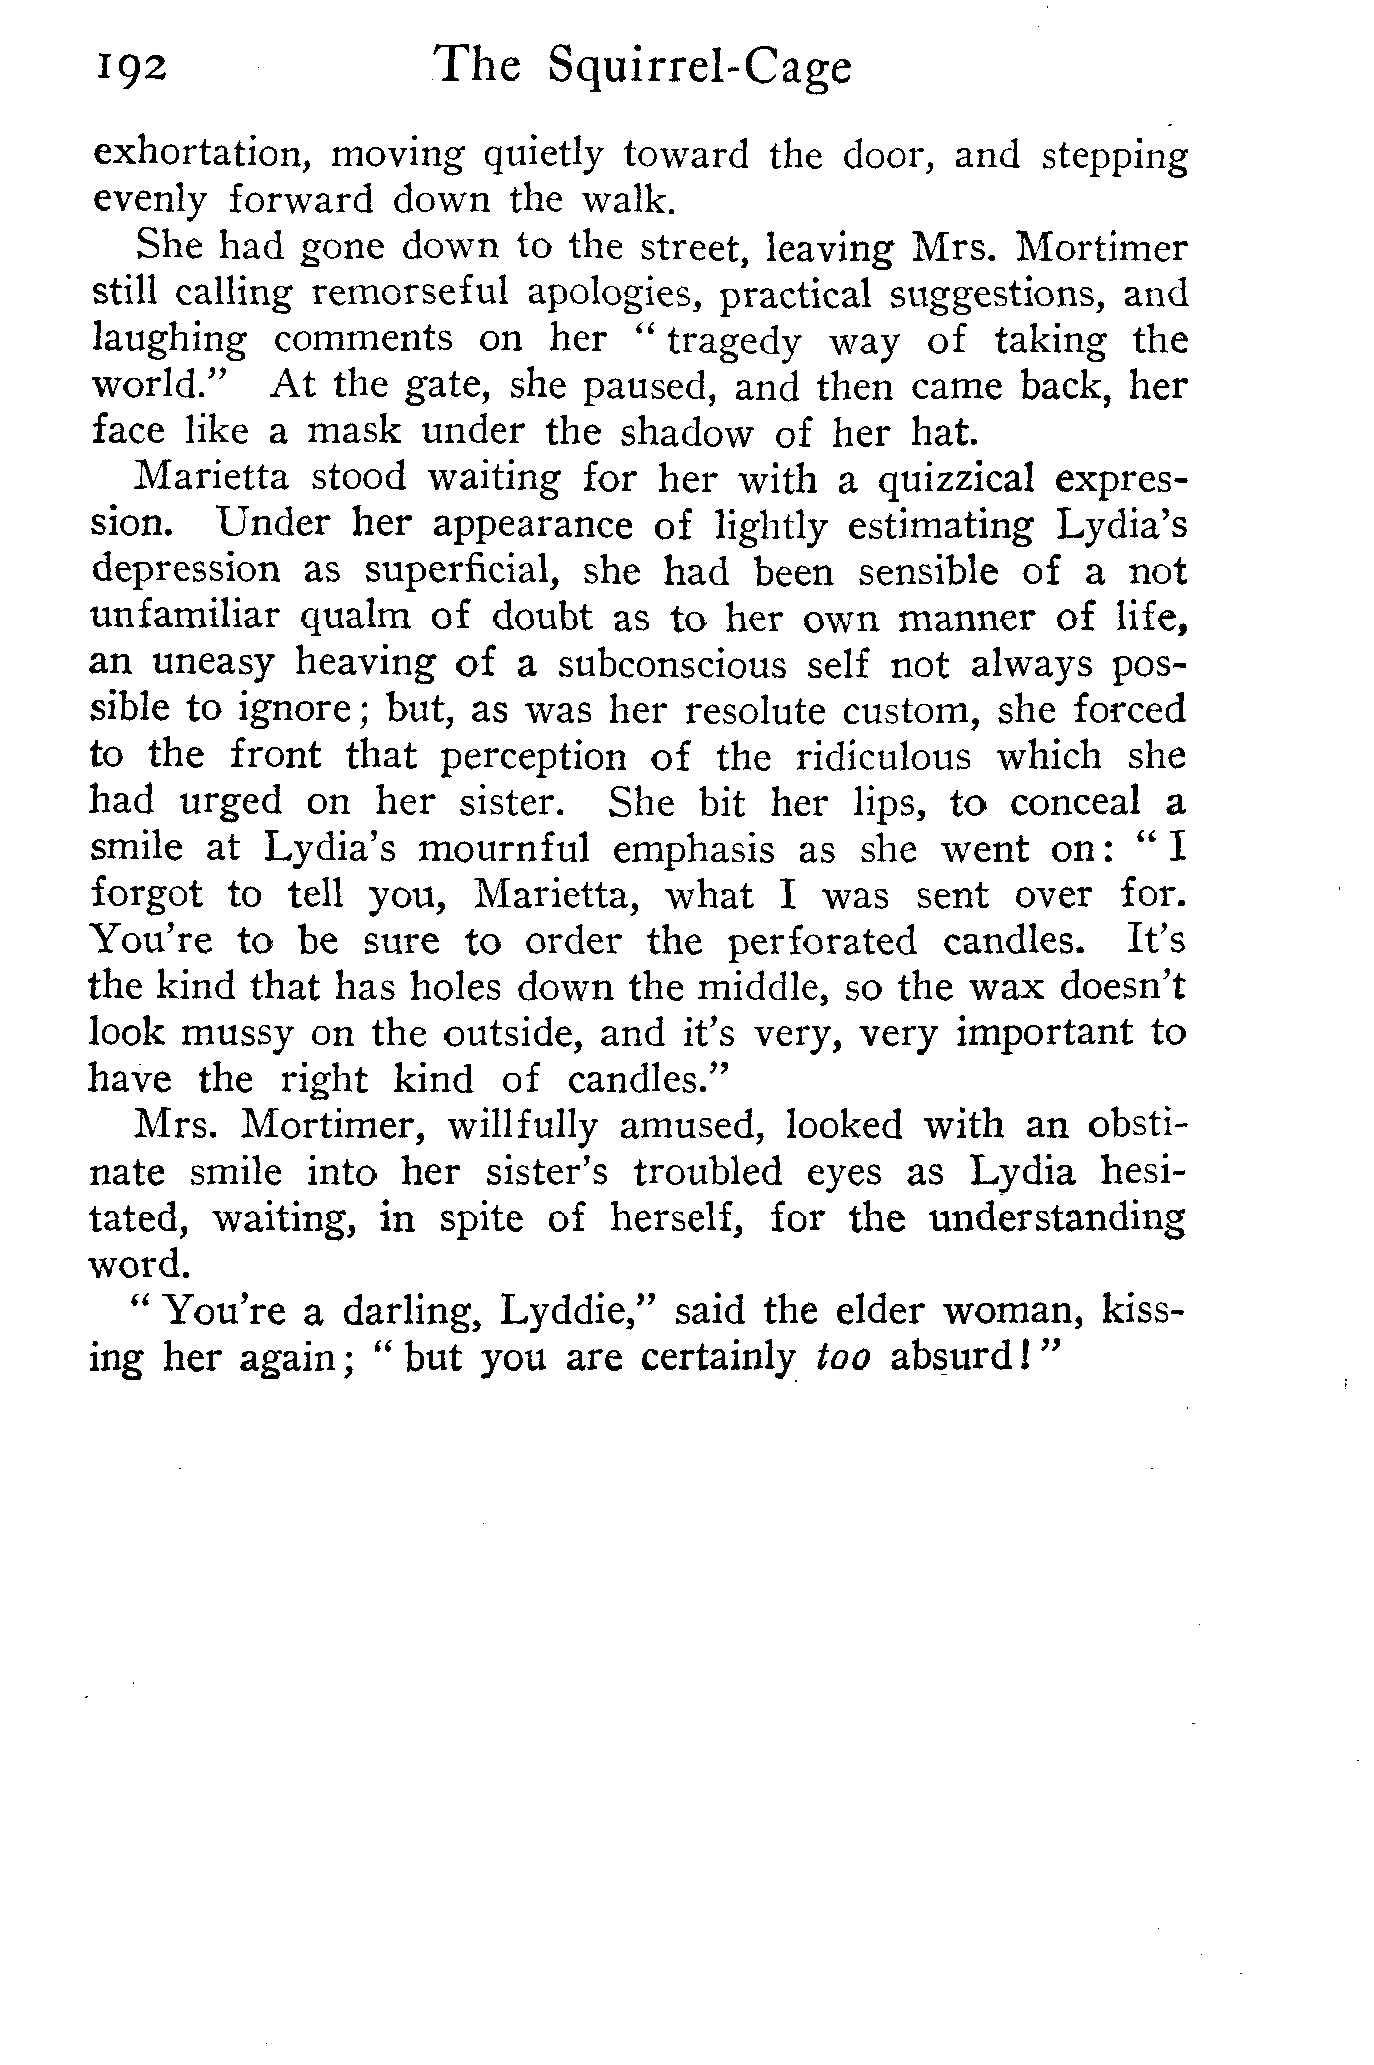 192 The Squirrel-Cage
exhortation, moving quietly toward the door, and stepping
evenly forward down the walk.
She had gone down to the street, leaving Mrs. Mortimer
still calling remorseful apologies, practical suggestions, and
laughing comments on her “ tragedy way of taking the
world.” At the gate, she paused, and then came back, her
face like a mask under the shadow of her hat.
Marietta stood waiting for her with a quizzical expres-
sion. Under her appearance of lightly estimating Lydia’s
depression as superficial, she had been sensible of a not
unfamiliar qualm of doubt as to her own manner of life,
an uneasy heaving of a subconscious self not always pos-
sible to ignore; but, as was her resolute custom, she forced
to the front that perception of the ridiculous which she
had urged on her sister. She bit her lips, to conceal a
smile at Lydia’s mournful emphasis as she went on: “ I
forgot to tell you, Marietta, what I was sent over for.
You’re to be sure to order the perforated candles. It’s
the kind that has holes down the middle, so the wax doesn’t
look mussy on the outside, and it’s very, very important to
have the right kind of candles.”
Mrs. Mortimer, willfully amused, looked with an obsti-
nate smile into her sister’s troubled eyes as Lydia hesi-
tated, waiting, in spite of herself, for the understanding
word.
“ You’re a darling, Lyddie,” said the elder woman, kiss-
ing her again; “ but you are certainly too absurd! ”